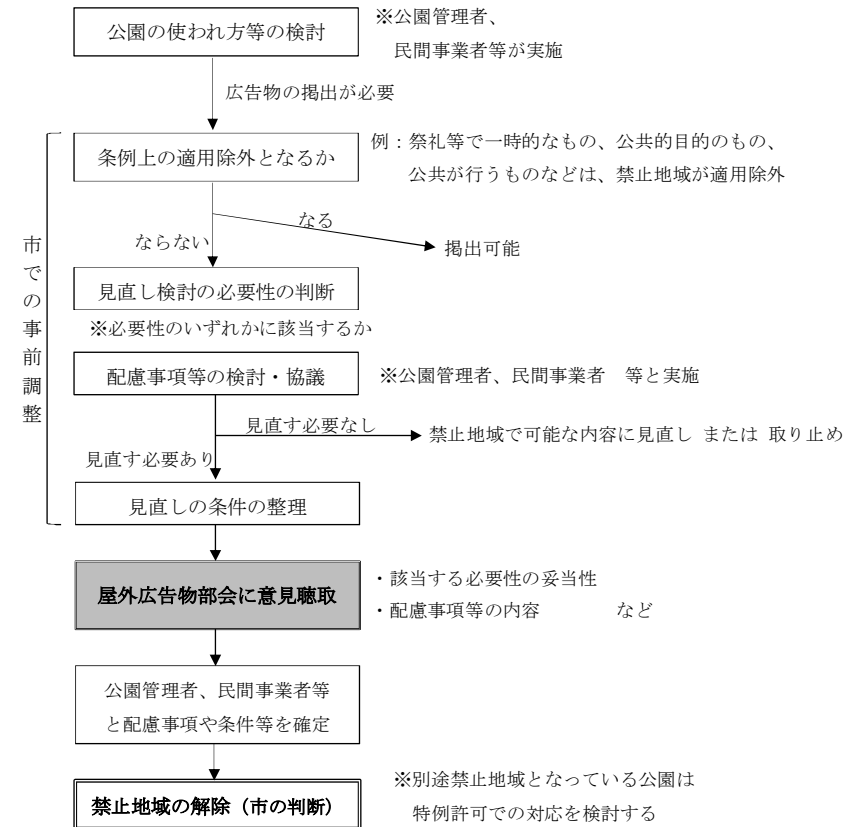 公園の使われ方等の検討
※公園管理者、
民間事業者等が実施
広告物の掲出が必要
市での事前調整
条例上の適用除外となるか
例：祭礼等で一時的なもの、公共的目的のもの、
公共が行うものなどは、禁止地域が適用除外
なる
ならない
掲出可能
見直し検討の必要性の判断
※必要性のいずれかに該当するか
配慮事項等の検討・協議
※公園管理者、民間事業者　等と実施
見直す必要なし
禁止地域で可能な内容に見直し または 取り止め
見直す必要あり
見直しの条件の整理
屋外広告物部会に意見聴取
・該当する必要性の妥当性
・配慮事項等の内容　　　　など
公園管理者、民間事業者等
と配慮事項や条件等を確定
禁止地域の解除（市の判断）
※別途禁止地域となっている公園は
特例許可での対応を検討する